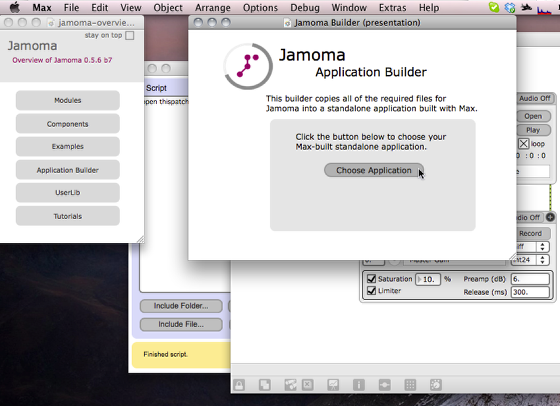 Max File Edit View Object Arrange Options Debug Window Extras Help
jamoma-overvie...
stay on top
Jamoma
Overview of Jamoma 0.5.6 b7
Modules
Components
Examples
Application Builder
UserLib
Tutorials
Script
open thispatch
Include Folder...
Include File...
Finished script.
Jamoma Builder (presentation)
Jamoma
Application Builder
This builder copies all of the required files for
Jamoma into a standalone application built with Max.
Click the button below to choose your
Max-built standalone application.
Choose Application
Audio Off
Open
Play
loop
: 0 : 0
Audio Off
Record
int24
Master Gain
Saturation 10. % Preamp (dB) 6.
Limiter Release (ms) 300.